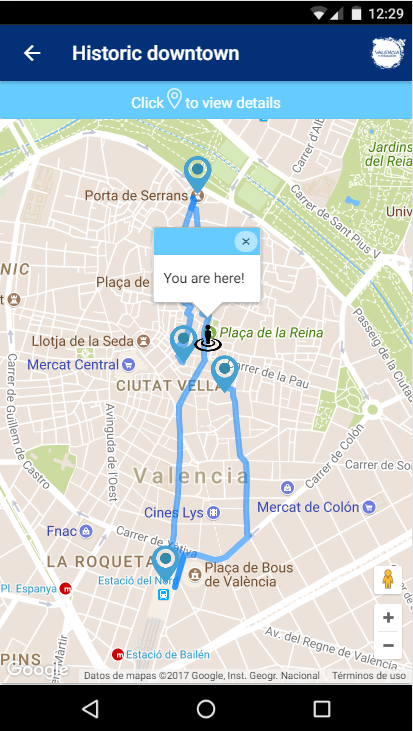 12:29
Historic downtown
VALENCIA
Click to view details
Carrer d'Al
Jardins
del Reia
Porta de Serrans
Carrer de Sant Pius V
NIC
Plaça de
×
You are here!
Plaça de la Reina
Passeig de la Ciutat
Llotja de la Seda
Mercat Central
Carrer de la Pau
CIUTAT VELLA
Carrer de Guillem de Castro
Avinguda de l'Oest
Carrer de Colón
Valencia
Carrer de So
Mercat de Colón
Cines Lys
Fnac
Carrer de Xàtiva
LA ROQUETA
Plaça de Bous
de València
Estació del Nord
Pl. Espanya
m
+
−
Av. del Regne de València
m
Estació de Bailén
PINS
Google
Datos de mapas ©2017 Google, Inst. Geogr. Nacional
Términos de uso